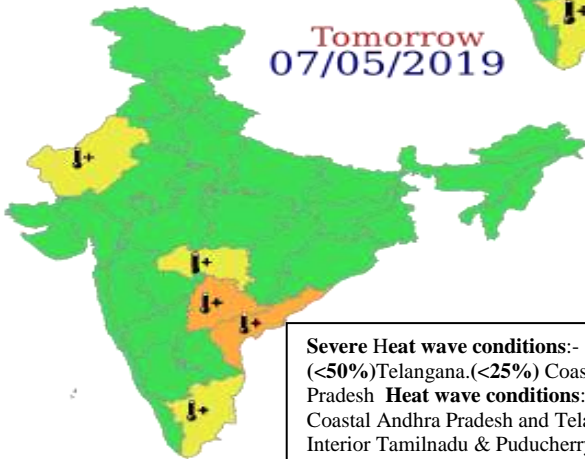 Tomorrow
07/05/2019
Severe Heat wave conditions:-
(<50%)Telangana.(<25%) Coas
Pradesh Heat wave conditions:
Coastal Andhra Pradesh and Tela
Interior Tamilnadu & Puducherry